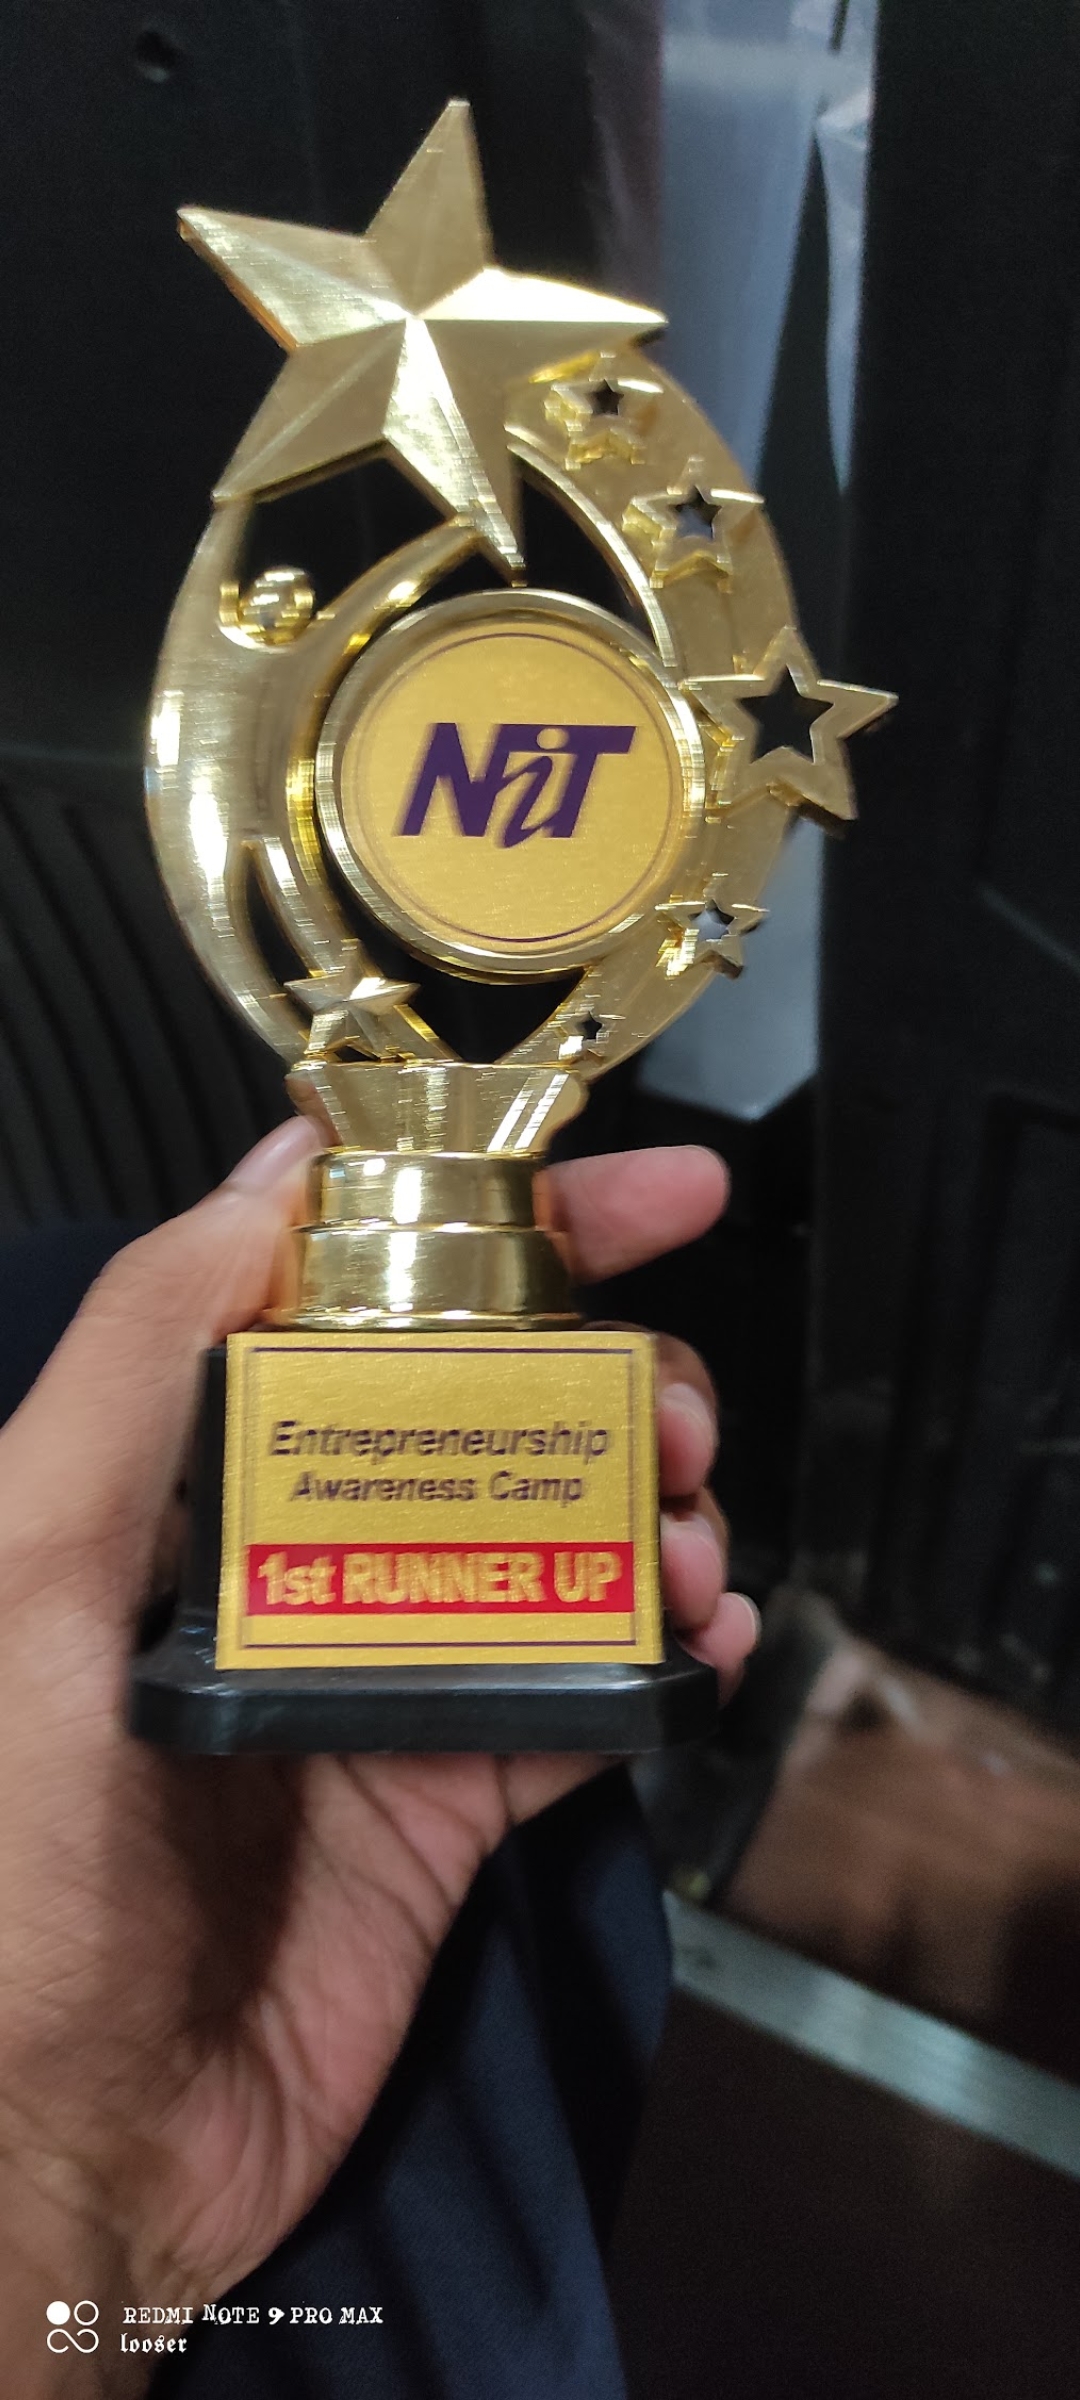 NiT
Entrepreneurship
Awareness Camp
1st RUNNER UP
REDMI NOTE 9 PRO MAX
looser